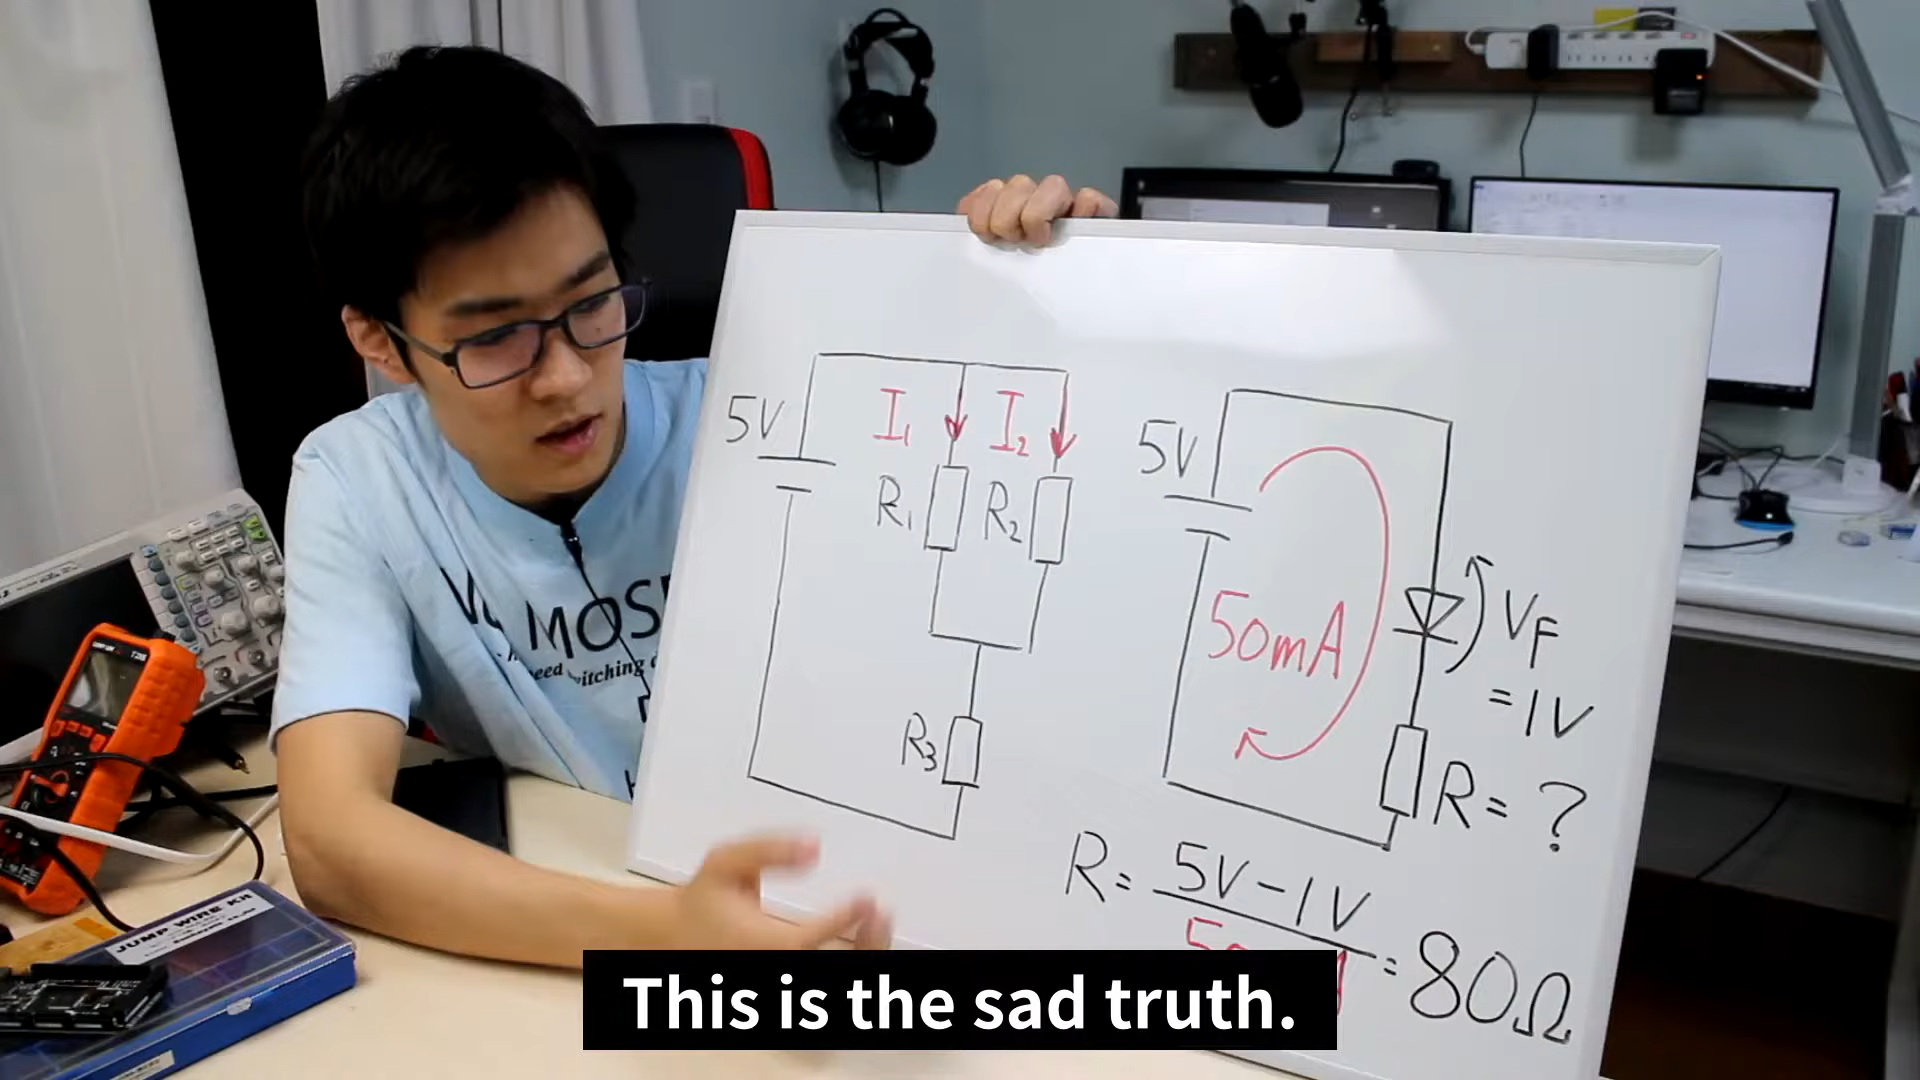 5V
I₁
I₂
R₁
R₂
R₃
5V
50mA
VF
=1V
R=?
R=
5V-1V
=80Ω
MOS
JUMP WIRE KIT
This is the sad truth.